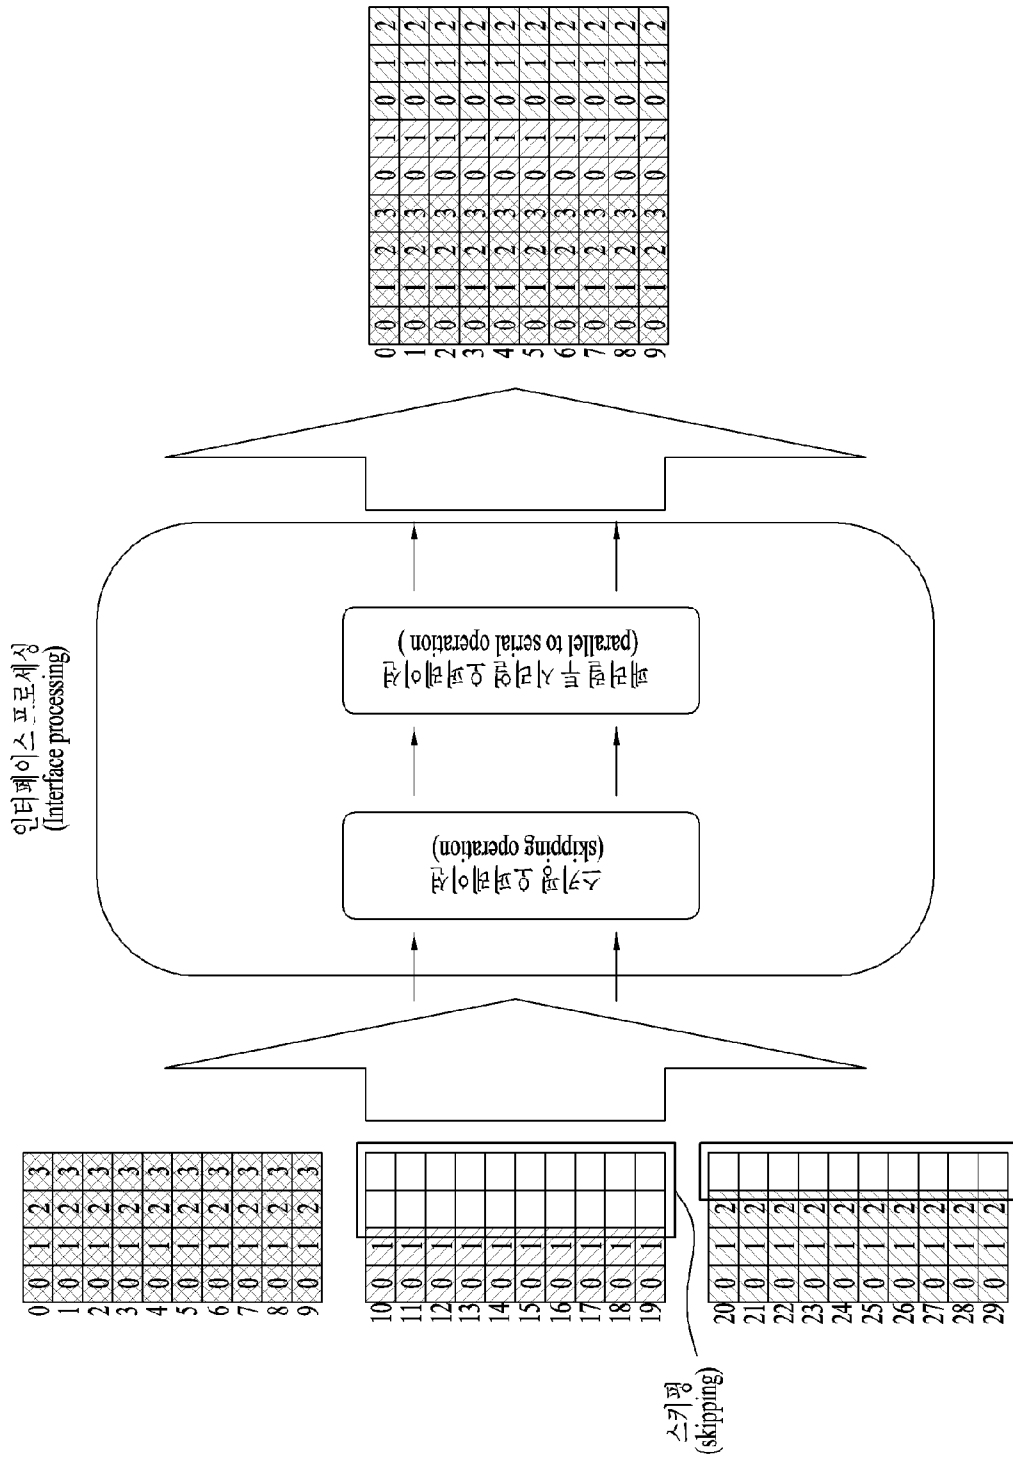 인터페이스 프로세싱
(Interface processing)
0 0 1 2 3
1 0 1 2 3
2 0 1 2 3
3 0 1 2 3
4 0 1 2 3
5 0 1 2 3
6 0 1 2 3
7 0 1 2 3
8 0 1 2 3
9 0 1 2 3
10 0 1
11 0 1
12 0 1
13 0 1
14 0 1
15 0 1
16 0 1
17 0 1
18 0 1
19 0 1
스키핑
(skipping)
20 0 1 2
21 0 1 2
22 0 1 2
23 0 1 2
24 0 1 2
25 0 1 2
26 0 1 2
27 0 1 2
28 0 1 2
29 0 1 2
스키핑 오퍼레이션
(skipping operation)
패러럴 투 시리얼 오퍼레이션
(parallel to serial operation )
0 0 1 2 3 0 1 0 1 2
1 0 1 2 3 0 1 0 1 2
2 0 1 2 3 0 1 0 1 2
3 0 1 2 3 0 1 0 1 2
4 0 1 2 3 0 1 0 1 2
5 0 1 2 3 0 1 0 1 2
6 0 1 2 3 0 1 0 1 2
7 0 1 2 3 0 1 0 1 2
8 0 1 2 3 0 1 0 1 2
9 0 1 2 3 0 1 0 1 2